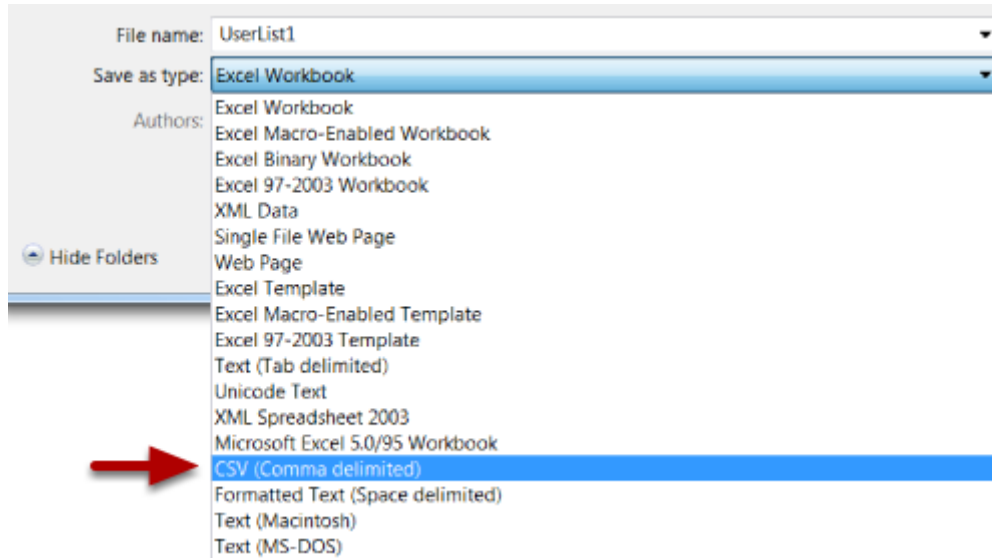 File name: UserList1
Save as type: Excel Workbook
Authors:
Excel Workbook
Excel Macro-Enabled Workbook
Excel Binary Workbook
Excel 97-2003 Workbook
XML Data
Single File Web Page
Hide Folders
Web Page
Excel Template
Excel Macro-Enabled Template
Excel 97-2003 Template
Text (Tab delimited)
Unicode Text
XML Spreadsheet 2003
Microsoft Excel 5.0/95 Workbook
CSV (Comma delimited)
Formatted Text (Space delimited)
Text (Macintosh)
Text (MS-DOS)